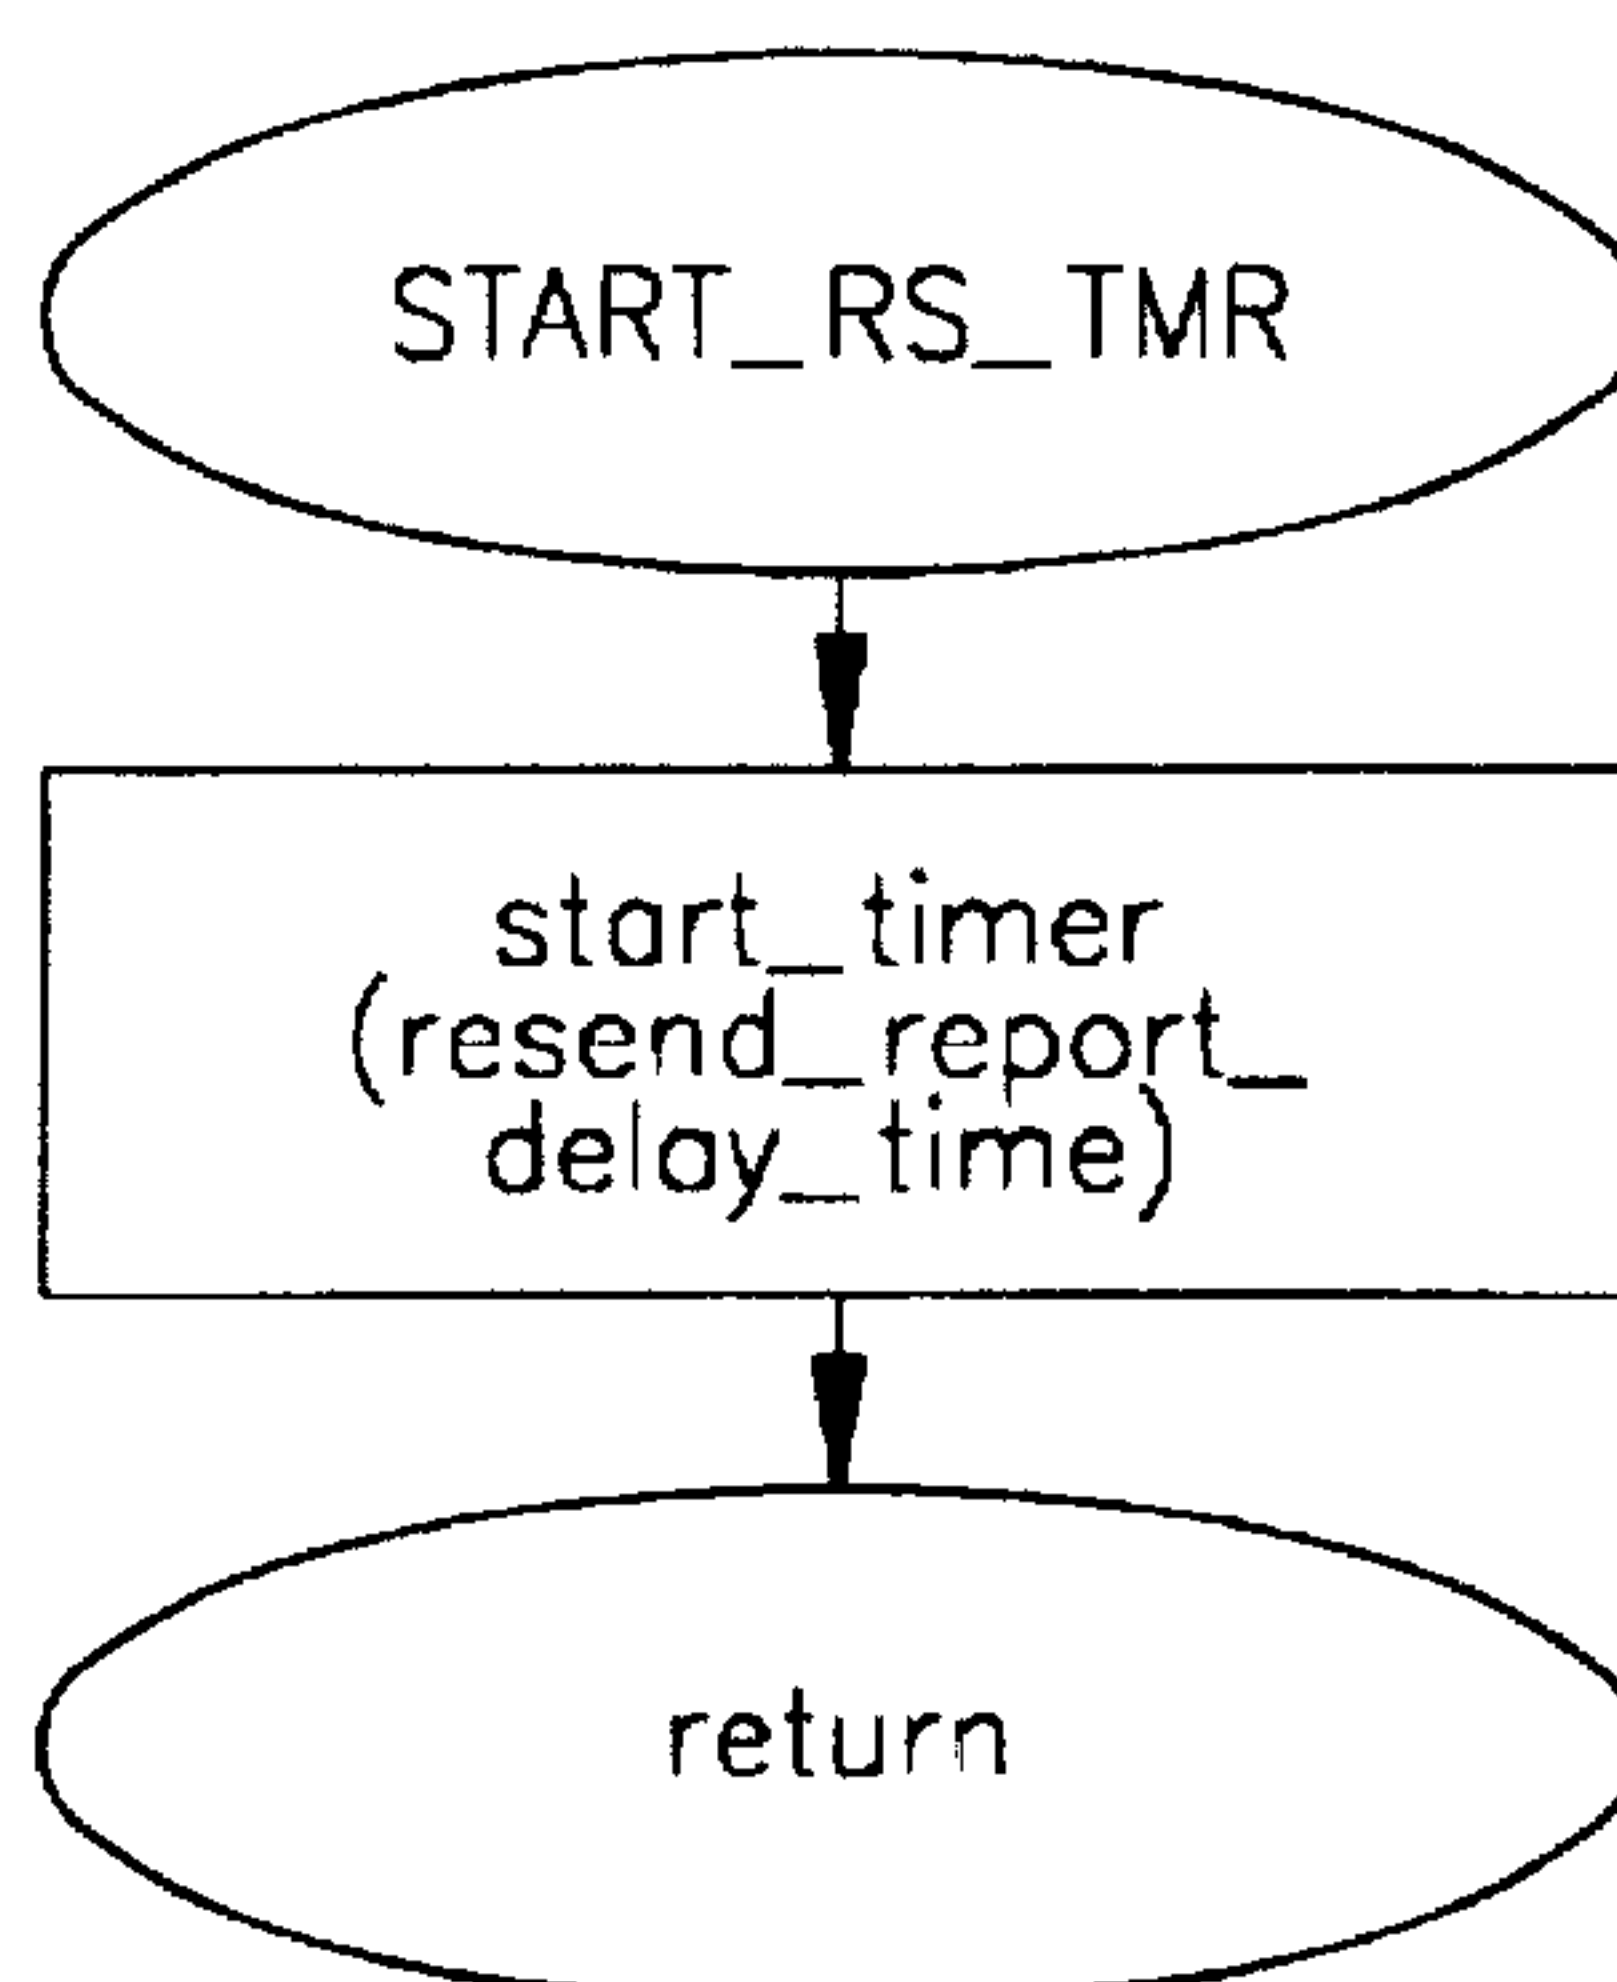 START_RS_TMR
start_timer
(resend_report_
delay_time)
return